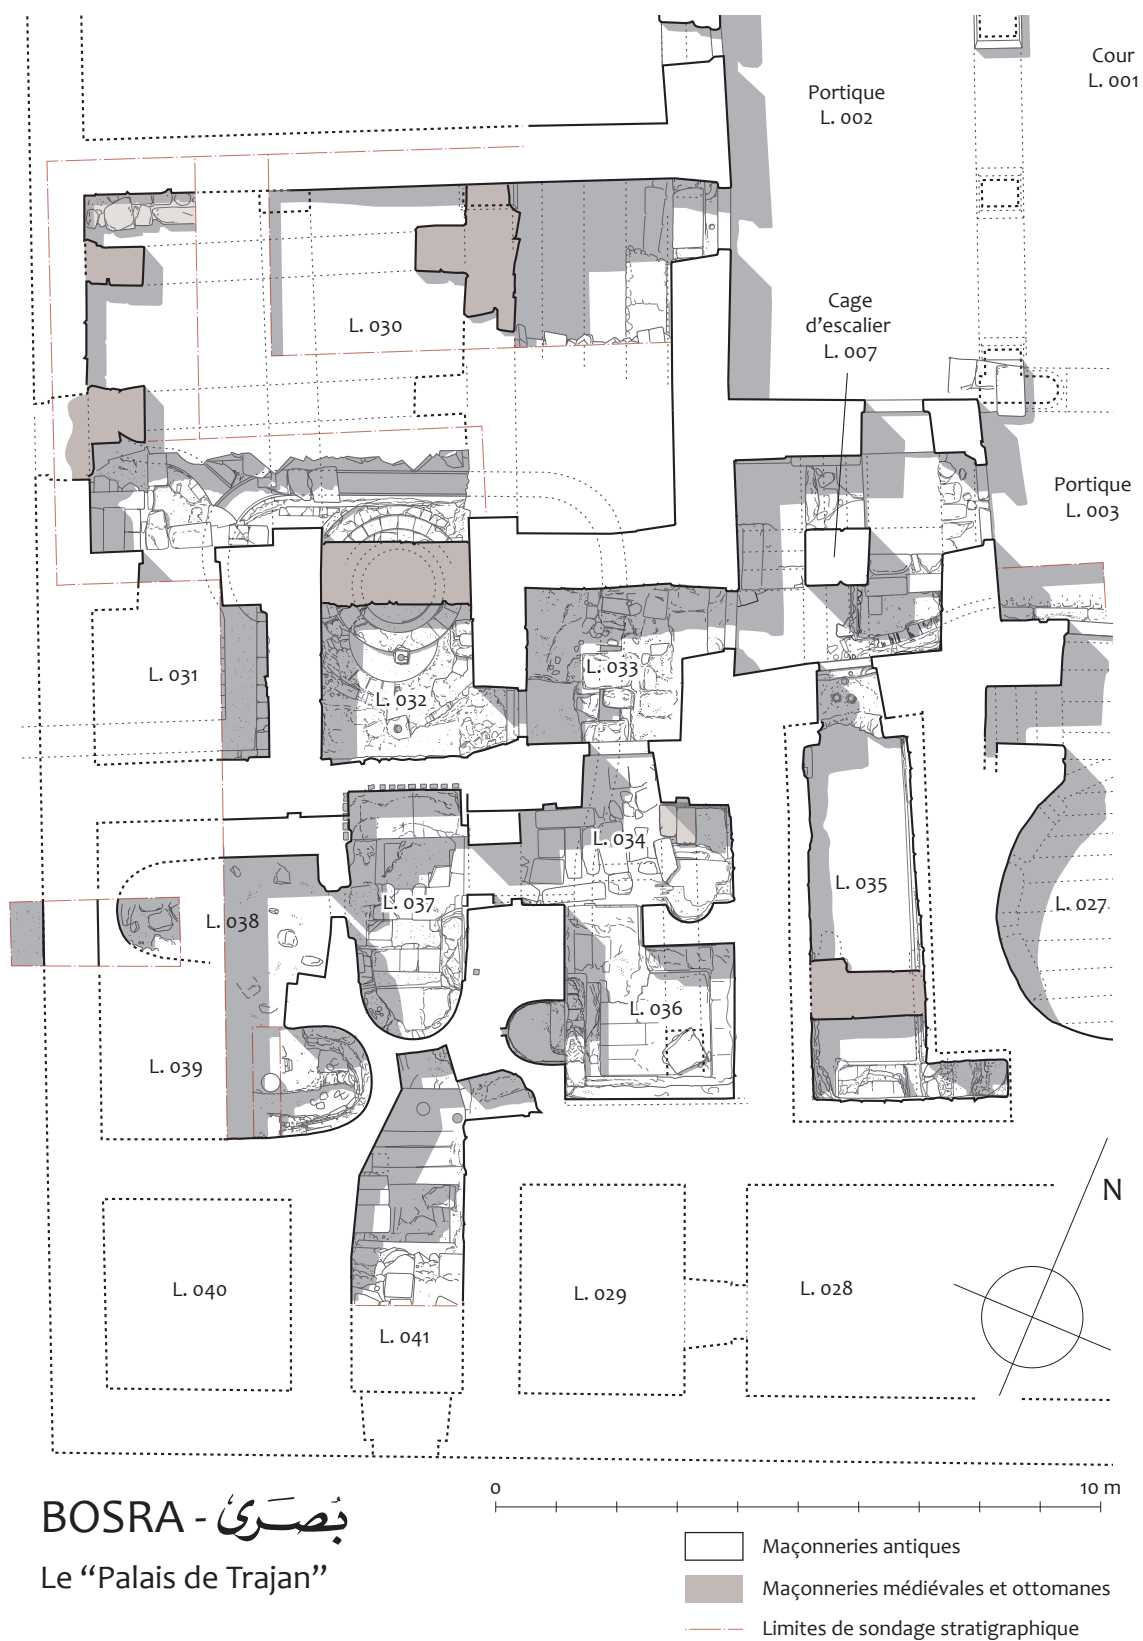 Cour
L. 001
Portique
L. 002
Cage
d'escalier
L. 007
L. 030
Portique
L. 003
L. 031
L. 032
L. 033
L. 034
L. 035
L. 037
L. 038
L. 027
L. 036
L. 039
N
L. 040
L. 029
L. 028
L. 041
0
10 m
BOSRA - بُصرَىٰ
Le “Palais de Trajan”
Maçonneries antiques
Maçonneries médiévales et ottomanes
Limites de sondage stratigraphique